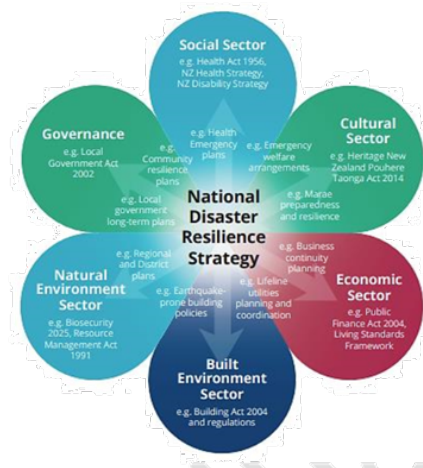 Social Sector
e.g. Health Act 1956,
NZ Health Strategy,
NZ Disability Strategy
Governance
e.g. Local
Government Act
2002
Cultural
Sector
e.g. Heritage New
Zealand Pouhere
Taonga Act 2014
e.g. Health
Emergency
plans
e.g.
Community
resilience
plans
e.g. Emergency
welfare
arrangements
e.g. Local
government
long-term plans
e.g. Marae
preparedness
and resilience
National
Disaster
Resilience
Strategy
e.g. Regional
and District
plans
e.g. Business
continuity
planning
e.g. Earthquake-
prone building
policies
e.g. Lifeline
utilities
planning and
coordination
Natural
Environment
Sector
e.g. Biosecurity
2025, Resource
Management Act
1991
Economic
Sector
e.g. Public
Finance Act 2004,
Living Standards
Framework
Built
Environment
Sector
e.g. Building Act 2004
and regulations